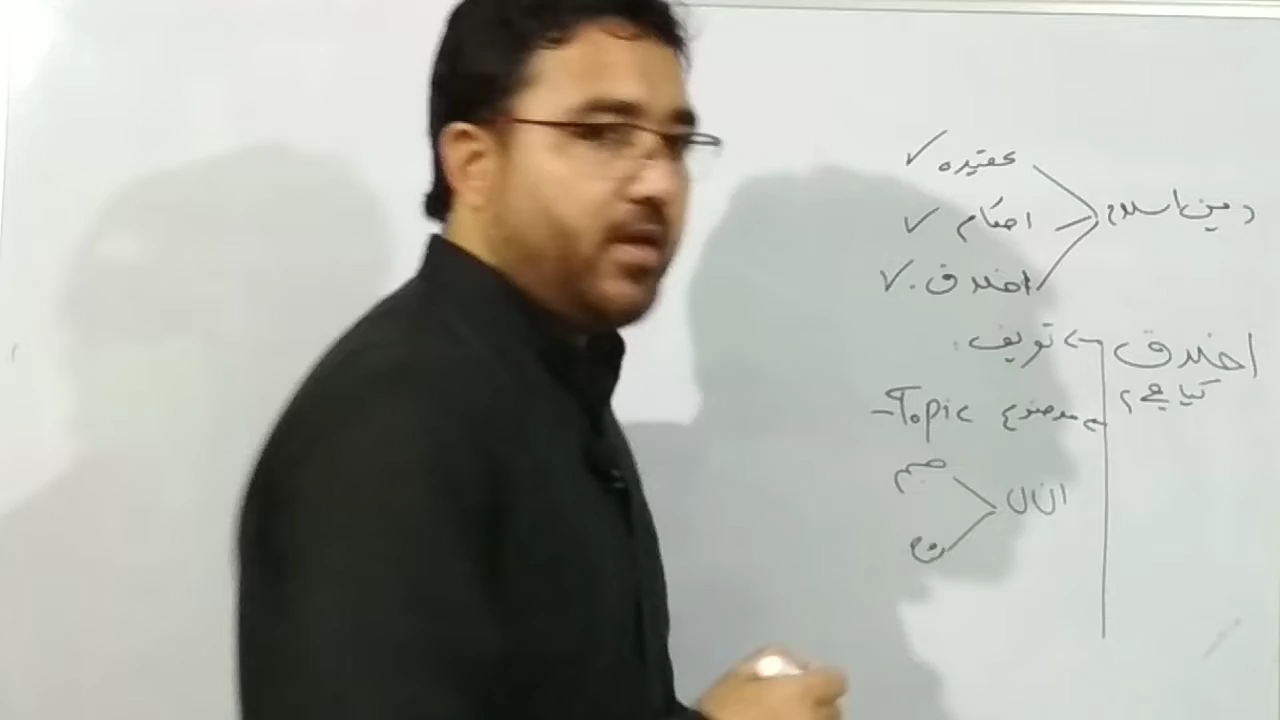 دین اسلام
عقیدہ ✓
احکام ✓
اخلاق ✓
اخلاق
کیا ہے؟
تعریف:
موضوع Topic-
انسان
جسم
روح